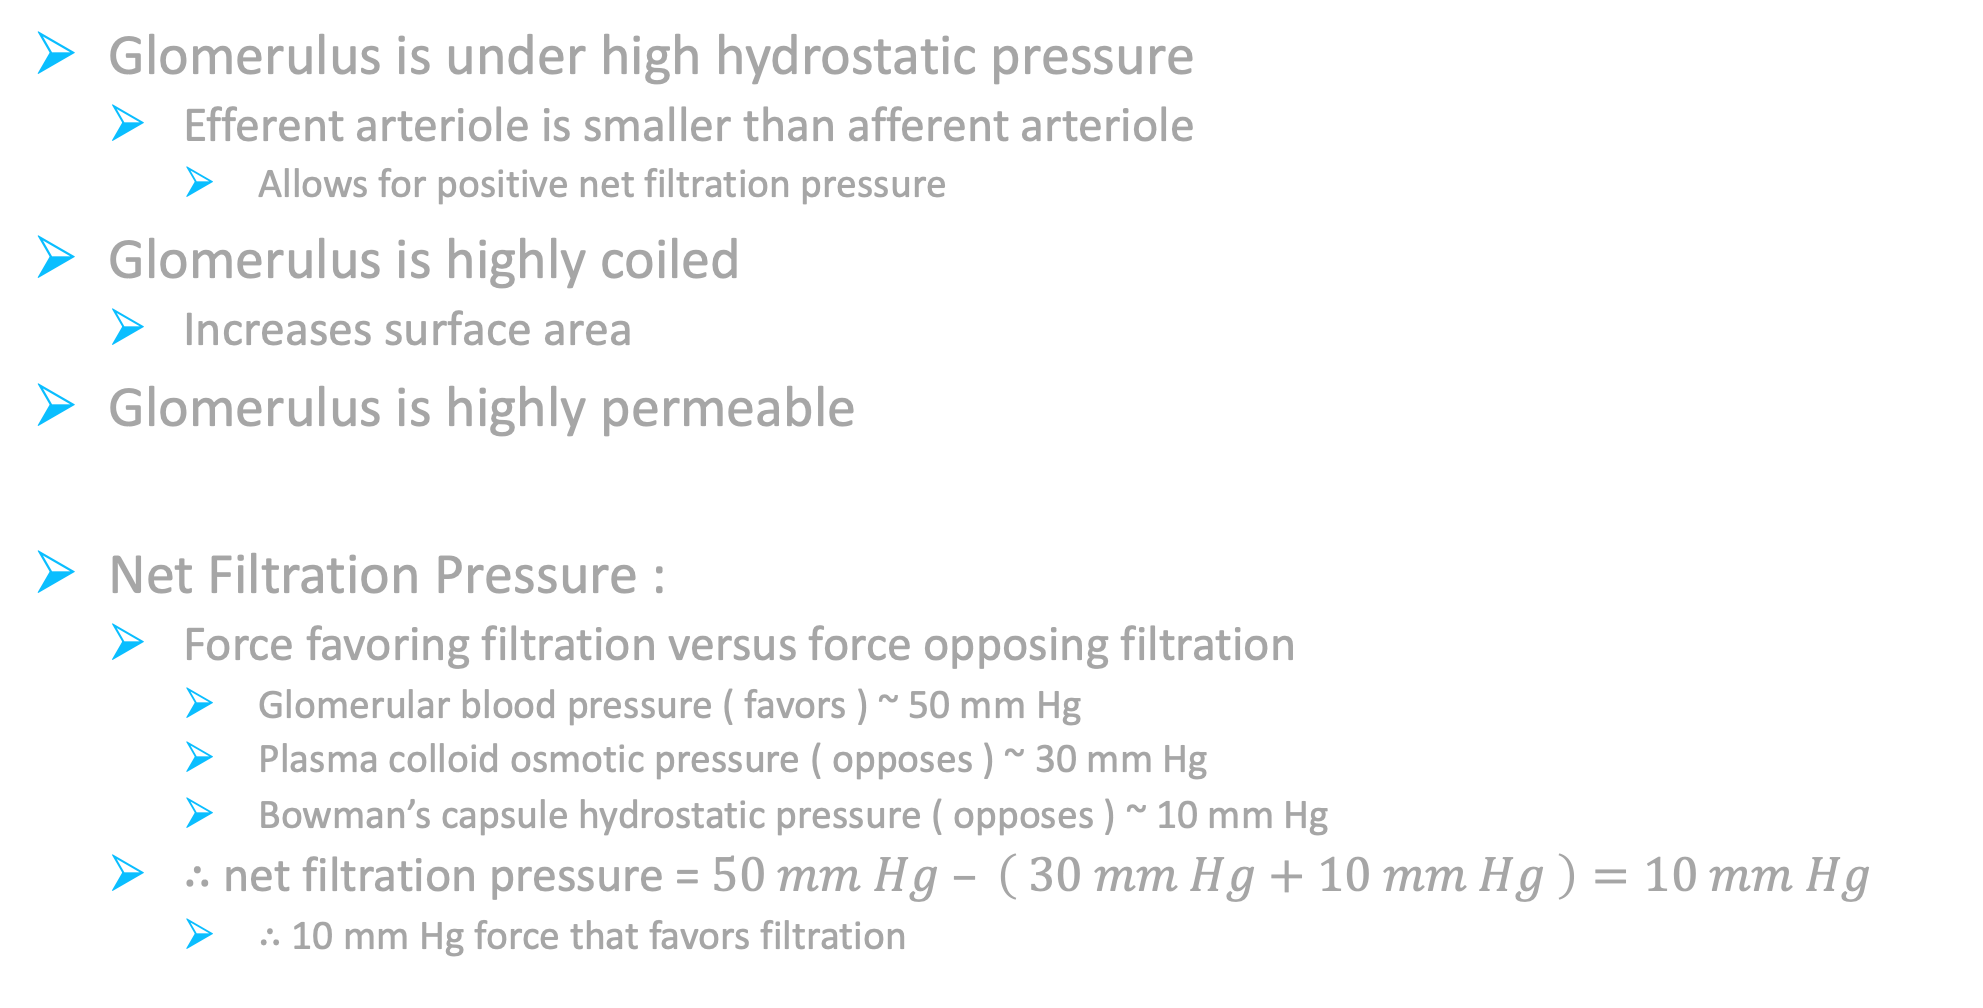 Glomerulus is under high hydrostatic pressure
Efferent arteriole is smaller than afferent arteriole
Allows for positive net filtration pressure
Glomerulus is highly coiled
Increases surface area
Glomerulus is highly permeable
Net Filtration Pressure :
Force favoring filtration versus force opposing filtration
Glomerular blood pressure ( favors ) ~ 50 mm Hg
Plasma colloid osmotic pressure ( opposes ) ~ 30 mm Hg
Bowman’s capsule hydrostatic pressure ( opposes ) ~ 10 mm Hg
∴ net filtration pressure = 50 mm Hg – ( 30 mm Hg + 10 mm Hg ) = 10 mm Hg
∴ 10 mm Hg force that favors filtration